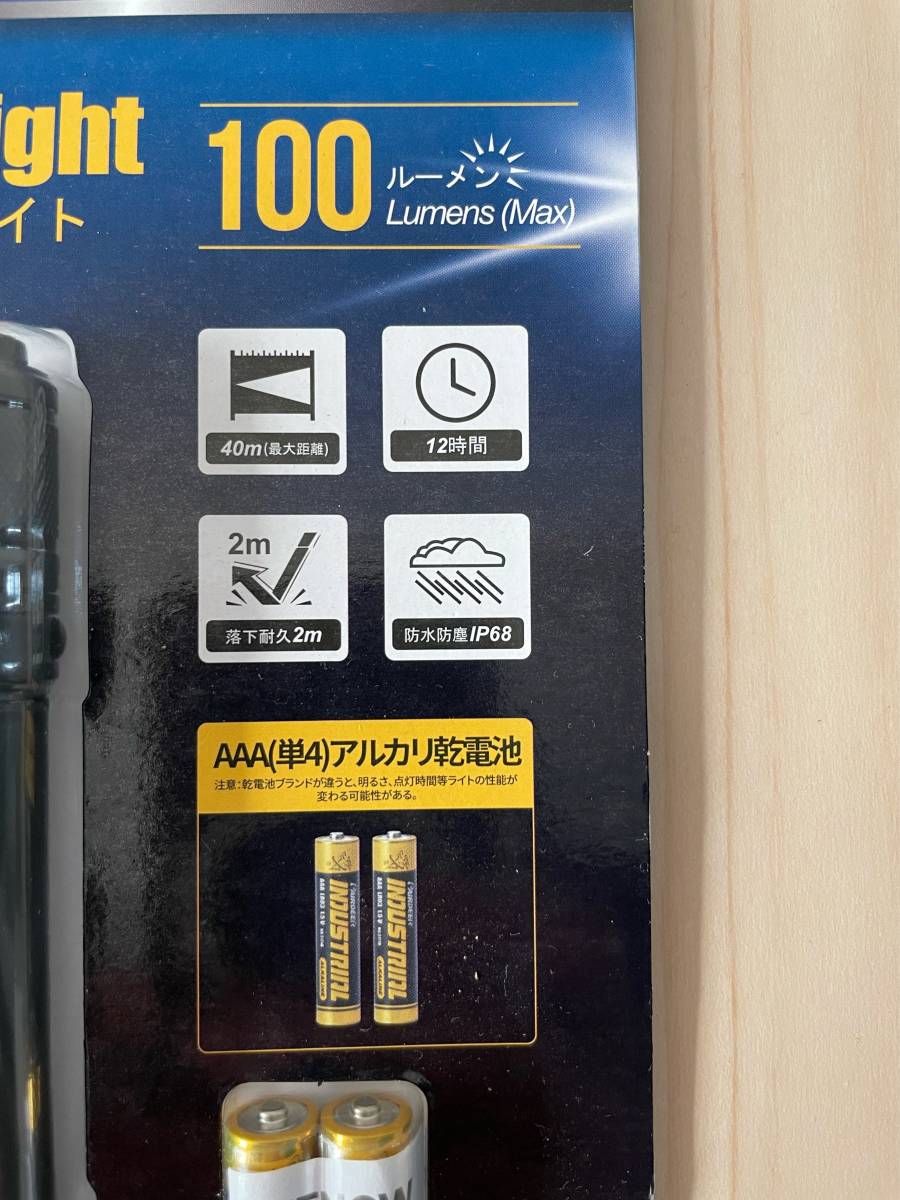 ight
イト
100
ルーメン
Lumens (Max)
40m(最大距離)
12時間
2m
落下耐久2m
防水防塵IP68
AAA(単4)アルカリ乾電池
注意:乾電池ブランドが違うと、明るさ、点灯時間等ライトの性能が
変わる可能性がある。
INDUSTRIAL
ALKALINE
INDUSTRIAL
ALKALINE